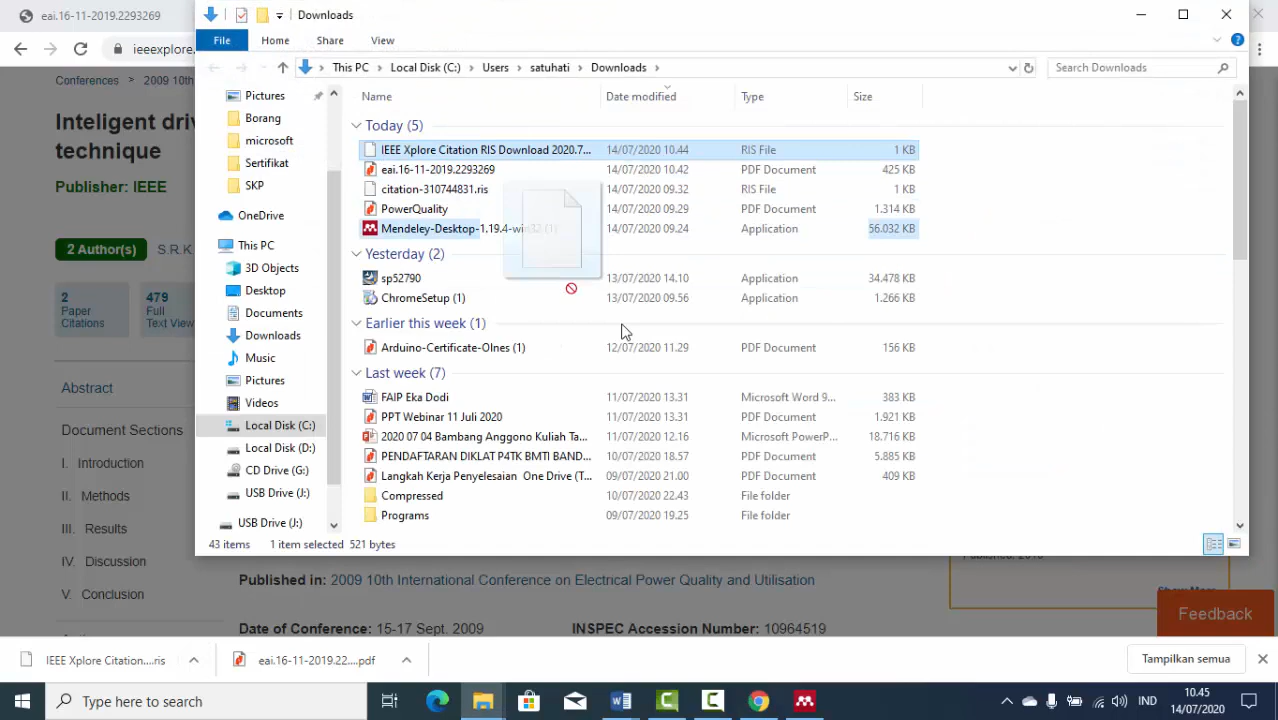 eai.16-11-2019.2293269
Downloads
ieeexplore.
File
Home
Share
View
This PC
Local Disk (C:)
Users
satuhati
Downloads
Search Downloads
Conferences
2009 10th
Inteligent driv
technique
Publisher: IEEE
2 Author(s)
S.R.K.
2
Paper
Citations
479
Full
Text View
Abstract
Document Sections
I. Introduction
II. Methods
III. Results
IV. Discussion
V. Conclusion
Pictures
Borang
microsoft
Sertifikat
SKP
OneDrive
This PC
3D Objects
Desktop
Documents
Downloads
Music
Pictures
Videos
Local Disk (C:)
Local Disk (D:)
CD Drive (G:)
USB Drive (J:)
USB Drive (J:)
Name Date modified Type Size
Today (5)
IEEE Xplore Citation RIS Download 2020.7... 14/07/2020 10.44 RIS File 1 KB
eai.16-11-2019.2293269 14/07/2020 10.42 PDF Document 425 KB
citation-310744831.ris 14/07/2020 09.32 RIS File 1 KB
PowerQuality 14/07/2020 09.29 PDF Document 1.314 KB
Mendeley-Desktop-1.19.4-win32 (1) 14/07/2020 09.24 Application 56.032 KB
Yesterday (2)
sp52790 13/07/2020 14.10 Application 34.478 KB
ChromeSetup (1) 13/07/2020 09.56 Application 1.266 KB
Earlier this week (1)
Arduino-Certificate-OInes (1) 12/07/2020 11.29 PDF Document 156 KB
Last week (7)
FAIP Eka Dodi 11/07/2020 13.31 Microsoft Word 9... 383 KB
PPT Webinar 11 Juli 2020 11/07/2020 13.31 PDF Document 1.921 KB
2020 07 04 Bambang Anggono Kuliah Ta... 11/07/2020 12.16 Microsoft PowerP... 18.716 KB
PENDAFTARAN DIKLAT P4TK BMTI BAND... 10/07/2020 18.57 PDF Document 5.885 KB
Langkah Kerja Penyelesaian One Drive (T... 09/07/2020 21.00 PDF Document 409 KB
Compressed 10/07/2020 22.43 File folder
Programs 09/07/2020 19.25 File folder
43 items 1 item selected 521 bytes
Published in: 2009 10th International Conference on Electrical Power Quality and Utilisation
Date of Conference: 15-17 Sept. 2009
INSPEC Accession Number: 10964519
Show More
Feedback
IEEE Xplore Citation....ris
eai.16-11-2019.22....pdf
Tampilkan semua
Type here to search
IND
10.45
14/07/2020